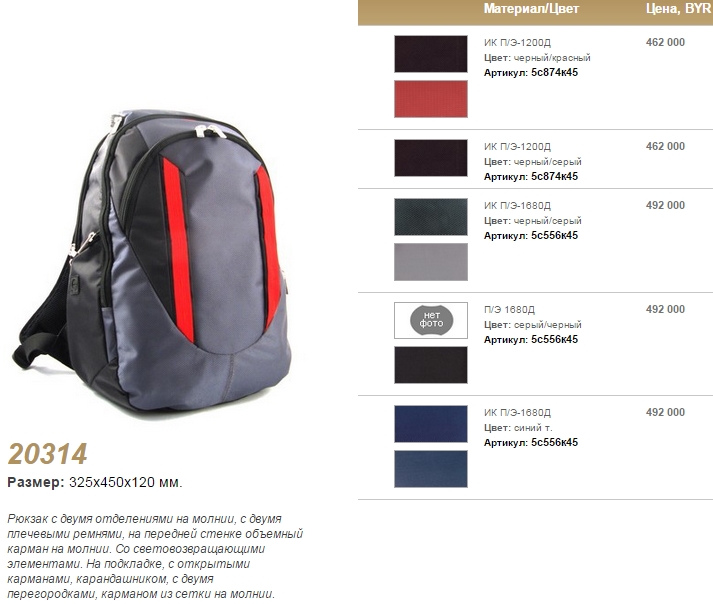 Материал/Цвет Цена, BYR
ИК П/Э-1200Д 462 000
Цвет: черный/красный
Артикул: 5с874к45
ИК П/Э-1200Д 462 000
Цвет: черный/серый
Артикул: 5с874к45
ИК П/Э-1680Д 492 000
Цвет: черный/серый
Артикул: 5с556к45
нет
фото
П/Э 1680Д 492 000
Цвет: серый/черный
Артикул: 5с556к45
ИК П/Э-1680Д 492 000
Цвет: синий т.
Артикул: 5с556к45
20314
Размер: 325x450x120 мм.
Рюкзак с двумя отделениями на молнии, с двумя
плечевыми ремнями, на передней стенке объемный
карман на молнии. Со световозвращающими
элементами. На подкладке, с открытыми
карманами, карандашником, с двумя
перегородками, карманом из сетки на молнии.